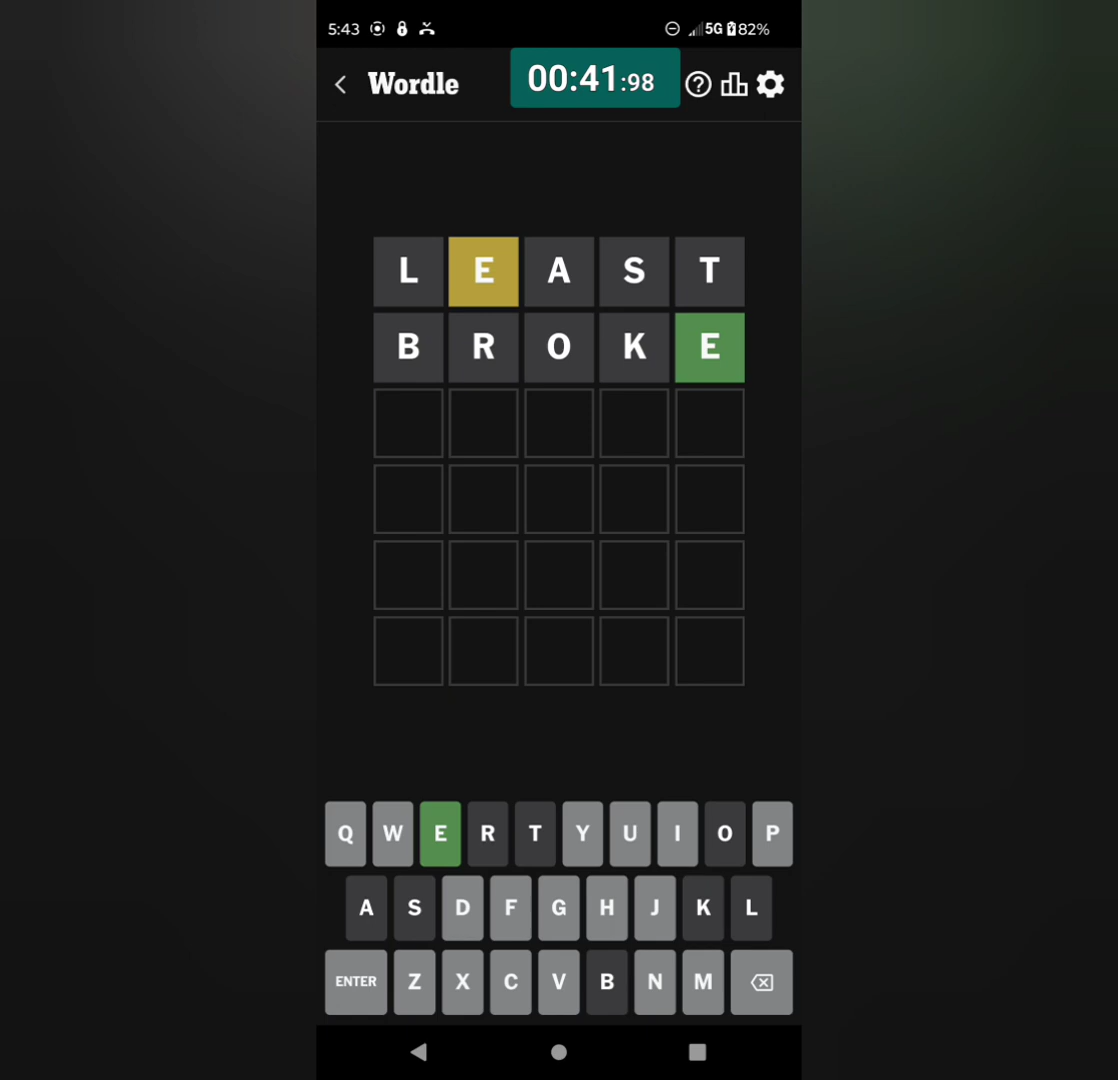 5:43 5G 82%
Wordle 00:41:98
L E A S T
B R O K E
Q W E R T Y U I O P
A S D F G H J K L
ENTER Z X C V B N M